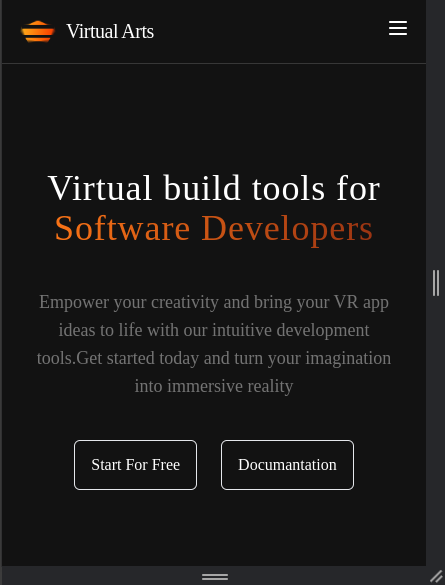 Virtual Arts
Virtual build tools for
Software Developers
Empower your creativity and bring your VR app
ideas to life with our intuitive development
tools.Get started today and turn your imagination
into immersive reality
Start For Free
Documantation